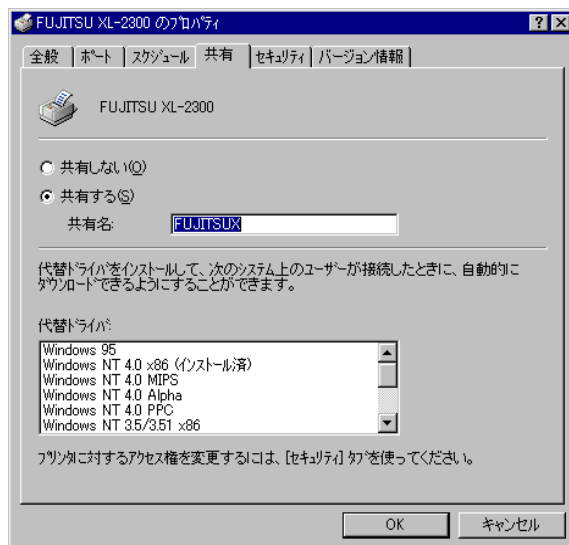 FUJITSU XL-2300 のﾌﾟﾛﾊﾟﾃｨ
全般 ﾎﾟｰﾄ ｽｹｼﾞｭｰﾙ 共有 ｾｷｭﾘﾃｨ ﾊﾞｰｼﾞｮﾝ情報
FUJITSU XL-2300
共有しない(O)
共有する(S)
共有名: FUJITSUX
代替ﾄﾞﾗｲﾊﾞをｲﾝｽﾄｰﾙして、次のｼｽﾃﾑ上のﾕｰｻﾞｰが接続したときに、自動的に
ﾀﾞｳﾝﾛｰﾄﾞできるようにすることができます。
代替ﾄﾞﾗｲﾊﾞ:
Windows 95
Windows NT 4.0 x86 (ｲﾝｽﾄｰﾙ済)
Windows NT 4.0 MIPS
Windows NT 4.0 Alpha
Windows NT 4.0 PPC
Windows NT 3.5/3.51 x86
ﾌﾟﾘﾝﾀに対するｱｸｾｽ権を変更するには、[ｾｷｭﾘﾃｨ] ﾀﾌﾞを使ってください。
OK キャンセル